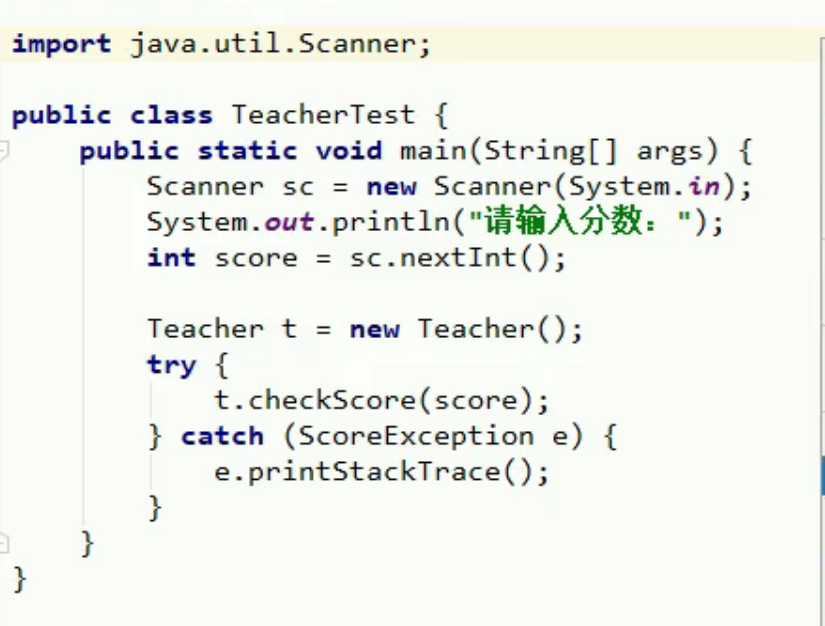 import java.util.Scanner;
public class TeacherTest {
public static void main(String[] args) {
Scanner sc = new Scanner(System.in);
System.out.println("请输入分数：");
int score = sc.nextInt();
Teacher t = new Teacher();
try {
t.checkScore(score);
} catch (ScoreException e) {
e.printStackTrace();
}
}
}